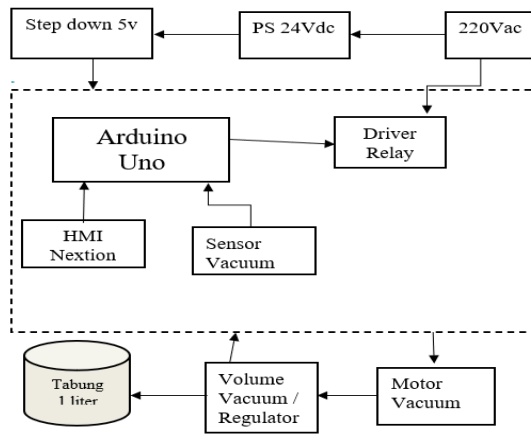 Step down 5v
PS 24Vdc
220Vac
Arduino
Uno
Driver
Relay
HMI
Nextion
Sensor
Vacuum
Tabung
1 liter
Volume
Vacuum /
Regulator
Motor
Vacuum